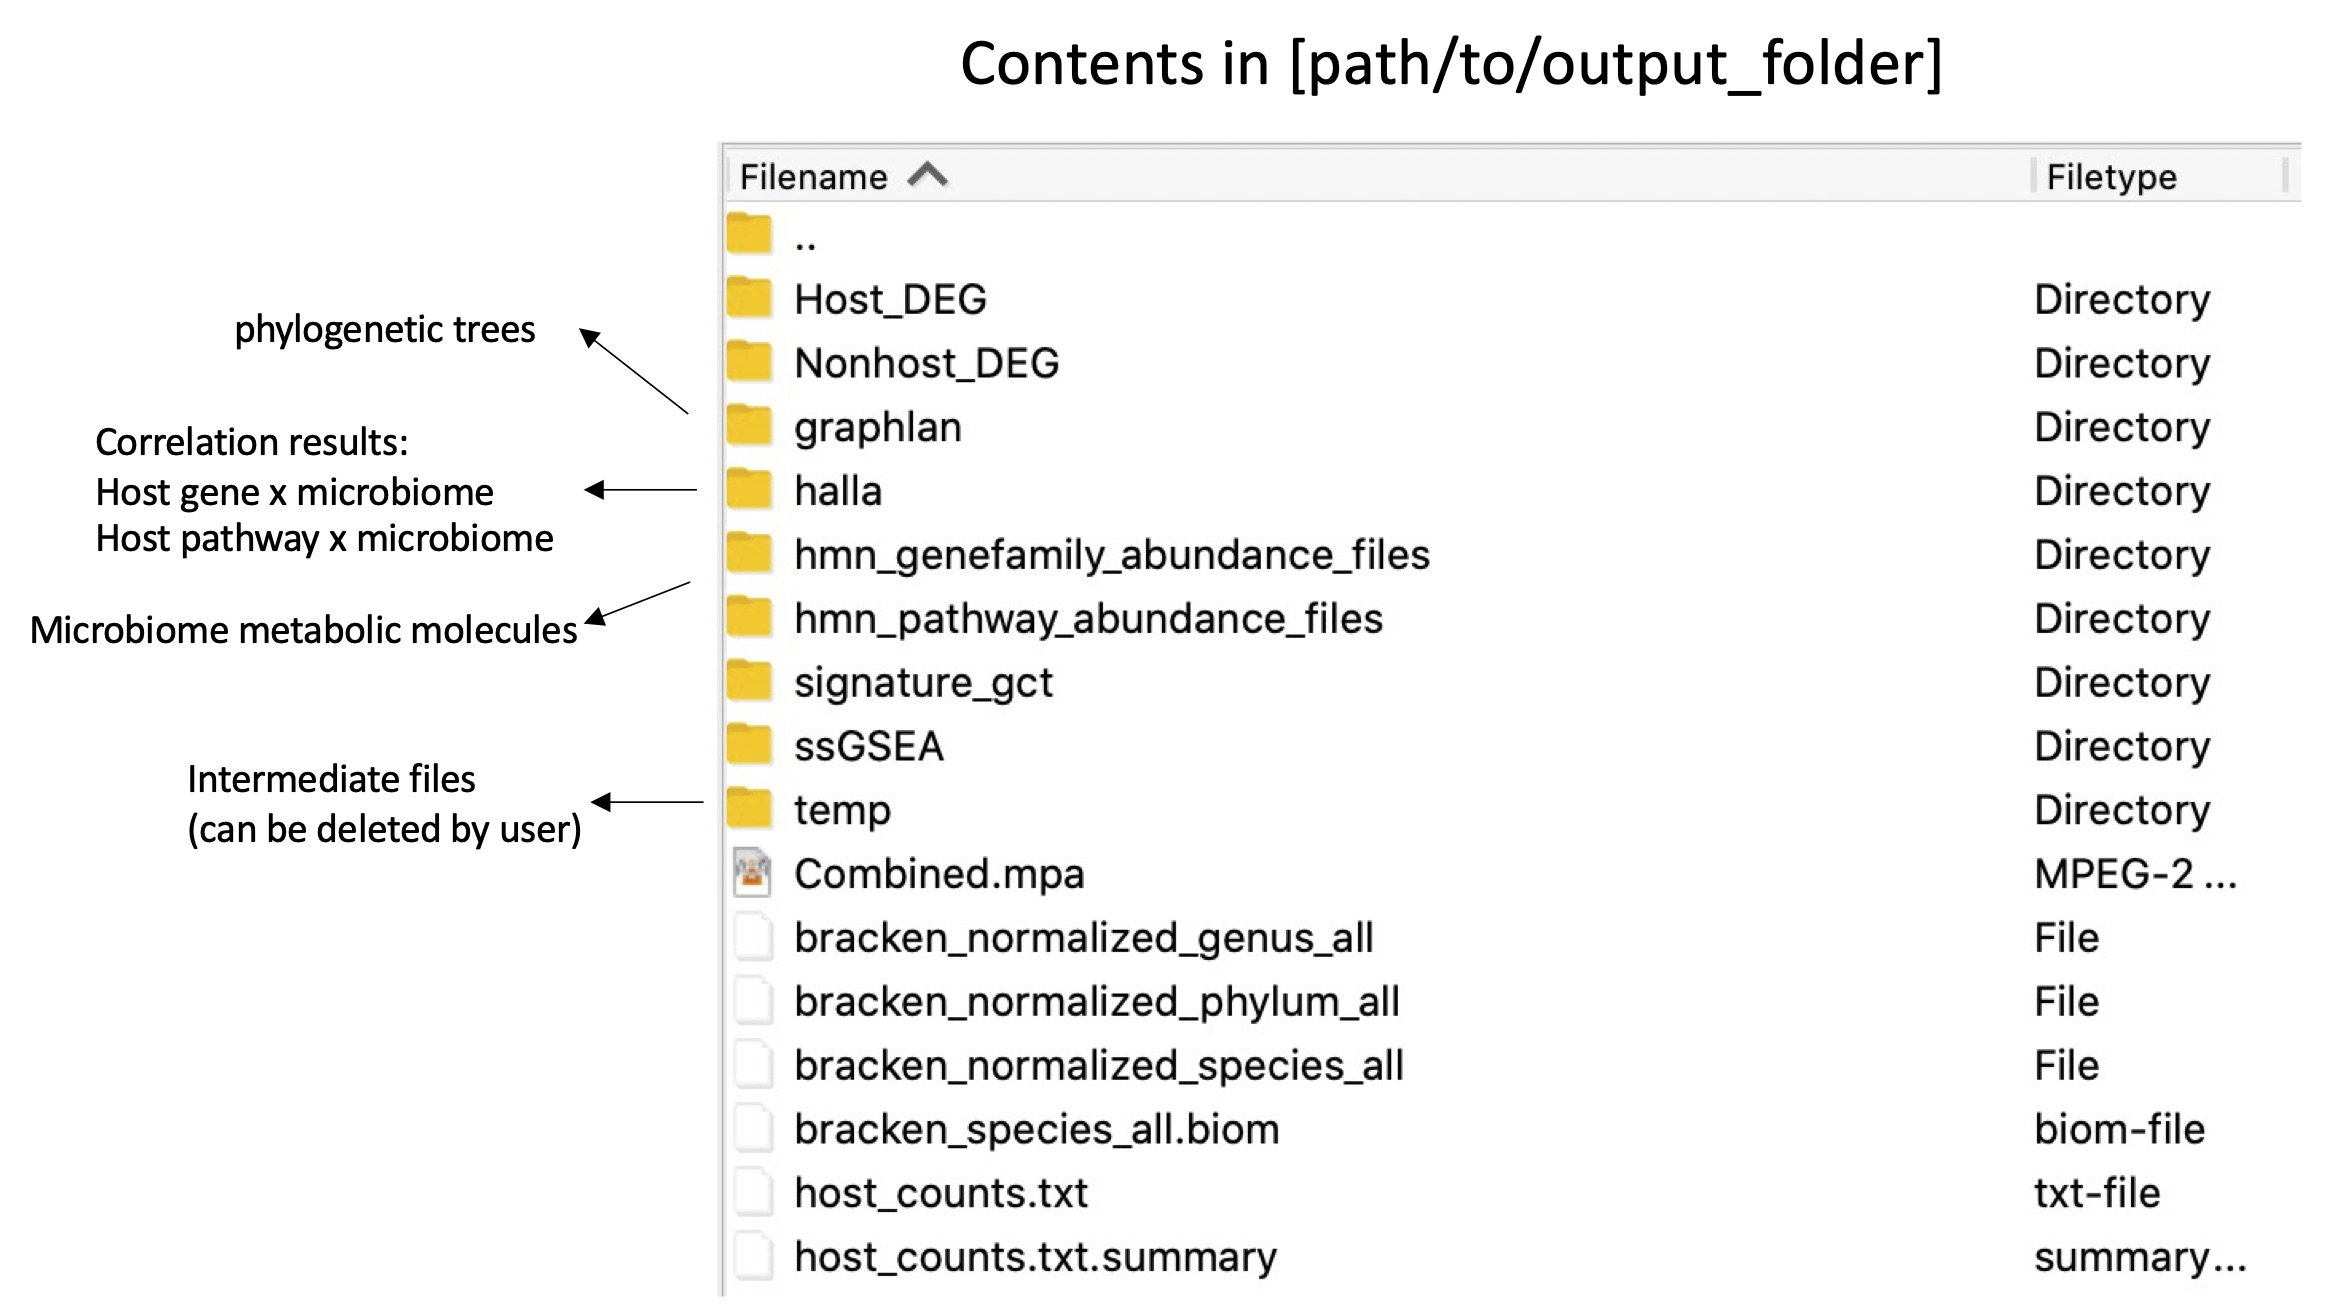 Contents in [path/to/output_folder]
Filename Filetype
..
Host_DEG Directory
Nonhost_DEG Directory
graphlan Directory
halla Directory
hmn_genefamily_abundance_files Directory
hmn_pathway_abundance_files Directory
signature_gct Directory
ssGSEA Directory
temp Directory
Combined.mpa MPEG-2 ...
bracken_normalized_genus_all File
bracken_normalized_phylum_all File
bracken_normalized_species_all File
bracken_species_all.biom biom-file
host_counts.txt txt-file
host_counts.txt.summary summary...
phylogenetic trees
Correlation results:
Host gene x microbiome
Host pathway x microbiome
Microbiome metabolic molecules
Intermediate files
(can be deleted by user)